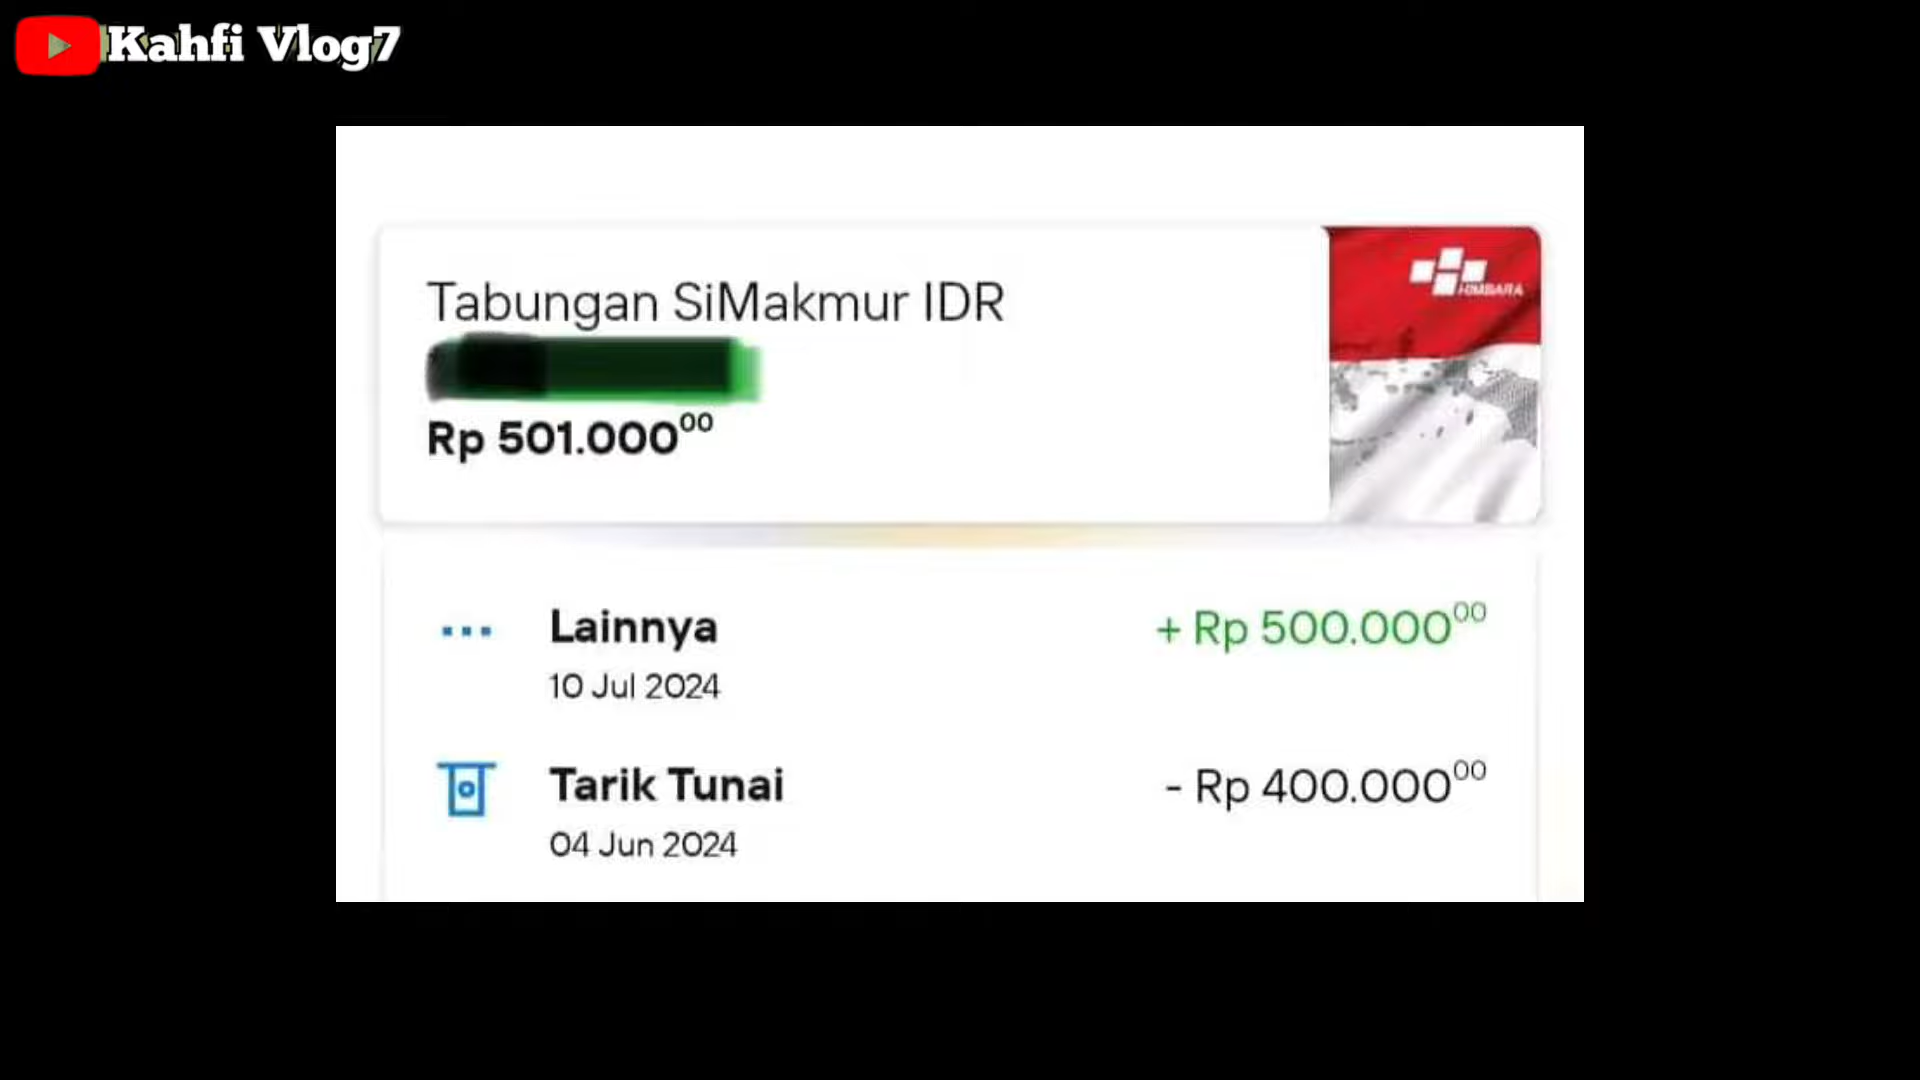 Kahfi Vlog7
HIMBARA
Tabungan SiMakmur IDR
Rp 501.000⁰⁰
Lainnya + Rp 500.000⁰⁰
10 Jul 2024
Tarik Tunai - Rp 400.000⁰⁰
04 Jun 2024